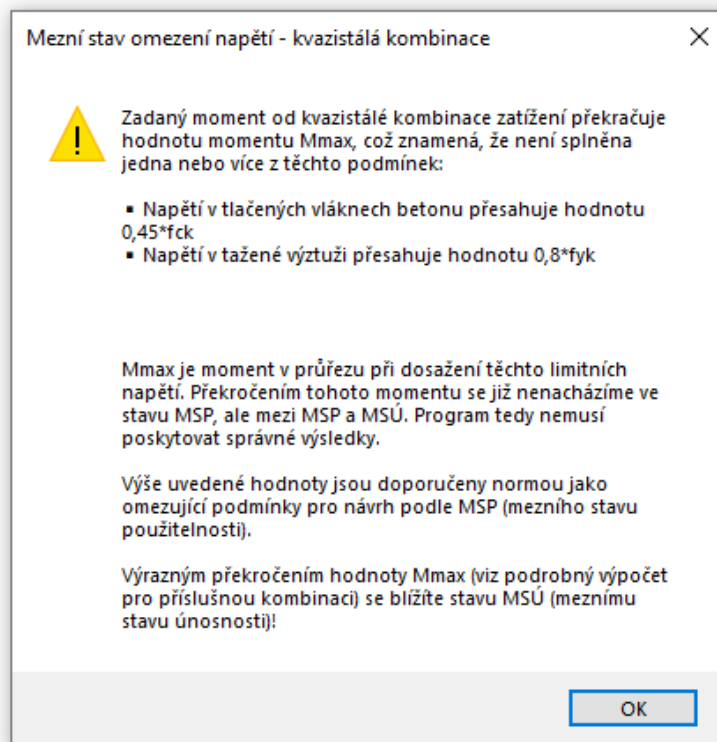 Mezní stav omezení napětí - kvazistálá kombinace
Zadaný moment od kvazistálé kombinace zatížení překračuje
hodnotu momentu Mmax, což znamená, že není splněna
jedna nebo více z těchto podmínek:
▪ Napětí v tlačených vláknech betonu přesahuje hodnotu
0,45*fck
▪ Napětí v tažené výztuži přesahuje hodnotu 0,8*fyk
Mmax je moment v průřezu při dosažení těchto limitních
napětí. Překročením tohoto momentu se již nenacházíme ve
stavu MSP, ale mezi MSP a MSÚ. Program tedy nemusí
poskytovat správné výsledky.
Výše uvedené hodnoty jsou doporučeny normou jako
omezující podmínky pro návrh podle MSP (mezního stavu
použitelnosti).
Výrazným překročením hodnoty Mmax (viz podrobný výpočet
pro příslušnou kombinaci) se blížíte stavu MSÚ (meznímu
stavu únosnosti)!
OK